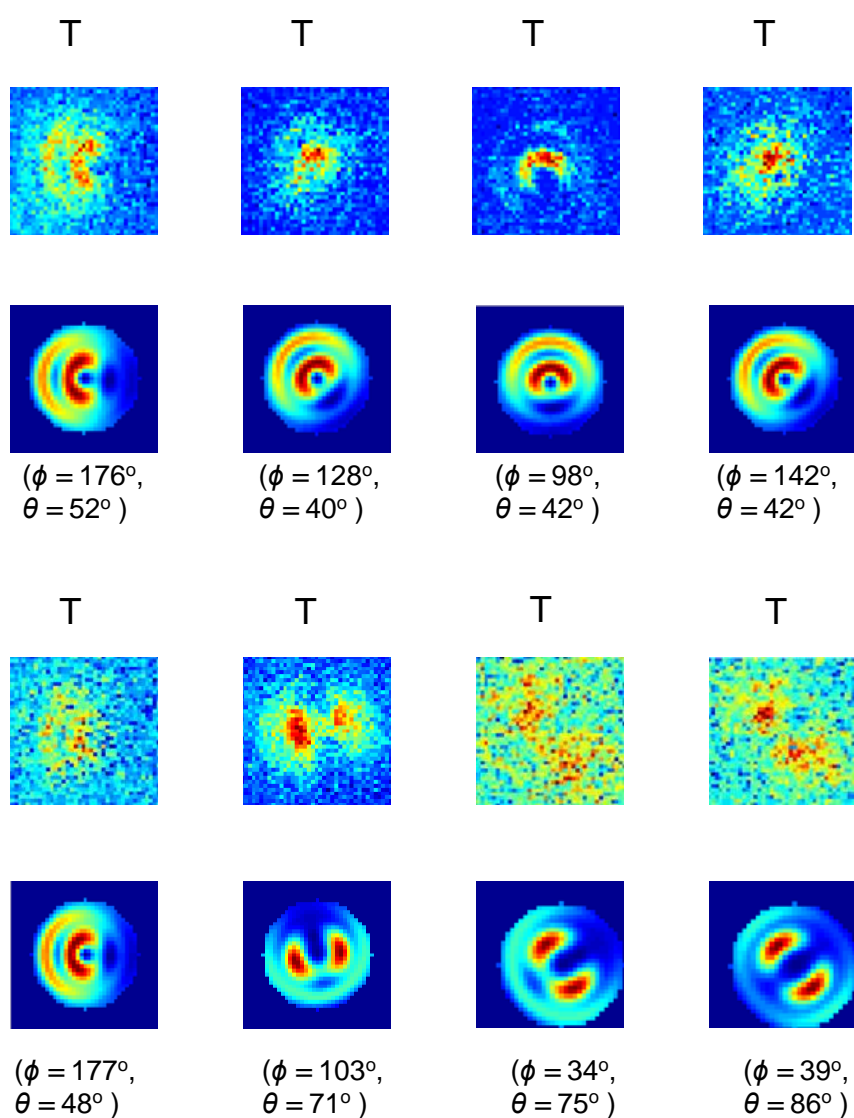 T T T T
(ϕ = 176°, (ϕ = 128°, (ϕ = 98°, (ϕ = 142°,
θ = 52° ) θ = 40° ) θ = 42° ) θ = 42° )
T T T T
(ϕ = 177°, (ϕ = 103°, (ϕ = 34°, (ϕ = 39°,
θ = 48° ) θ = 71° ) θ = 75° ) θ = 86° )